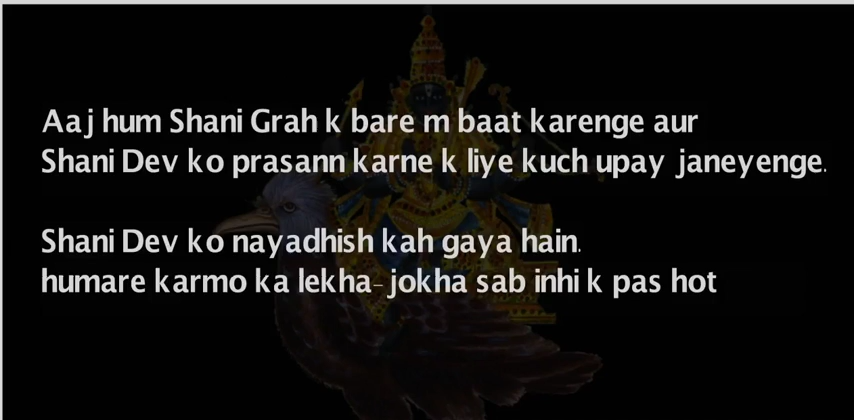 Aaj hum Shani Grah k bare m baat karenge aur
Shani Dev ko prasann karne k liye kuch upay janeyenge.
Shani Dev ko nayadhish kah gaya hain.
humare karmo ka lekha-jokha sab inhi k pas hot